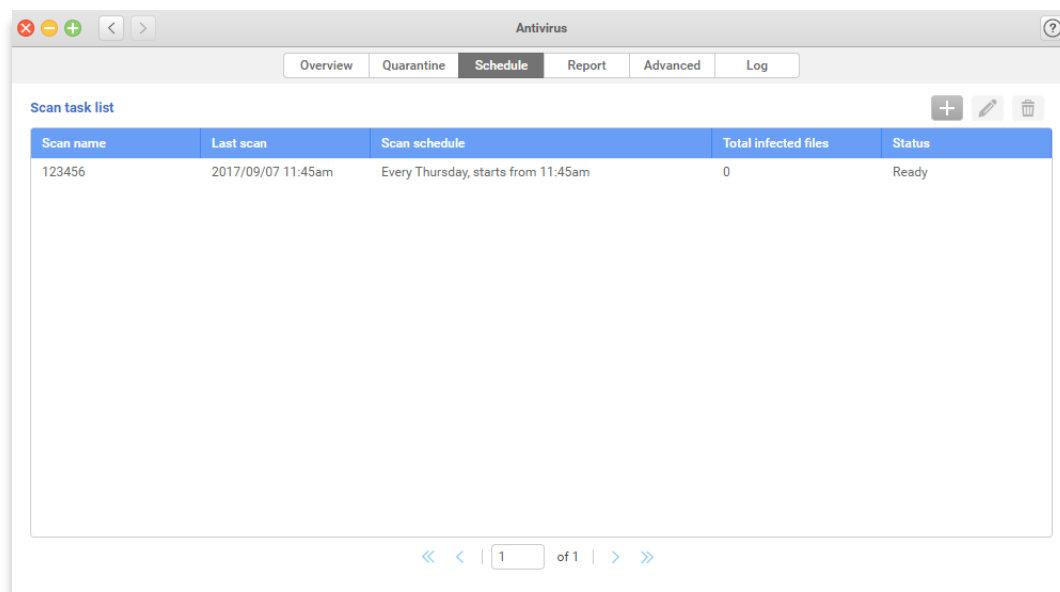 Antivirus
?
Overview Quarantine Schedule Report Advanced Log
Scan task list
Scan name Last scan Scan schedule Total infected files Status
123456 2017/09/07 11:45am Every Thursday, starts from 11:45am 0 Ready
1 of 1